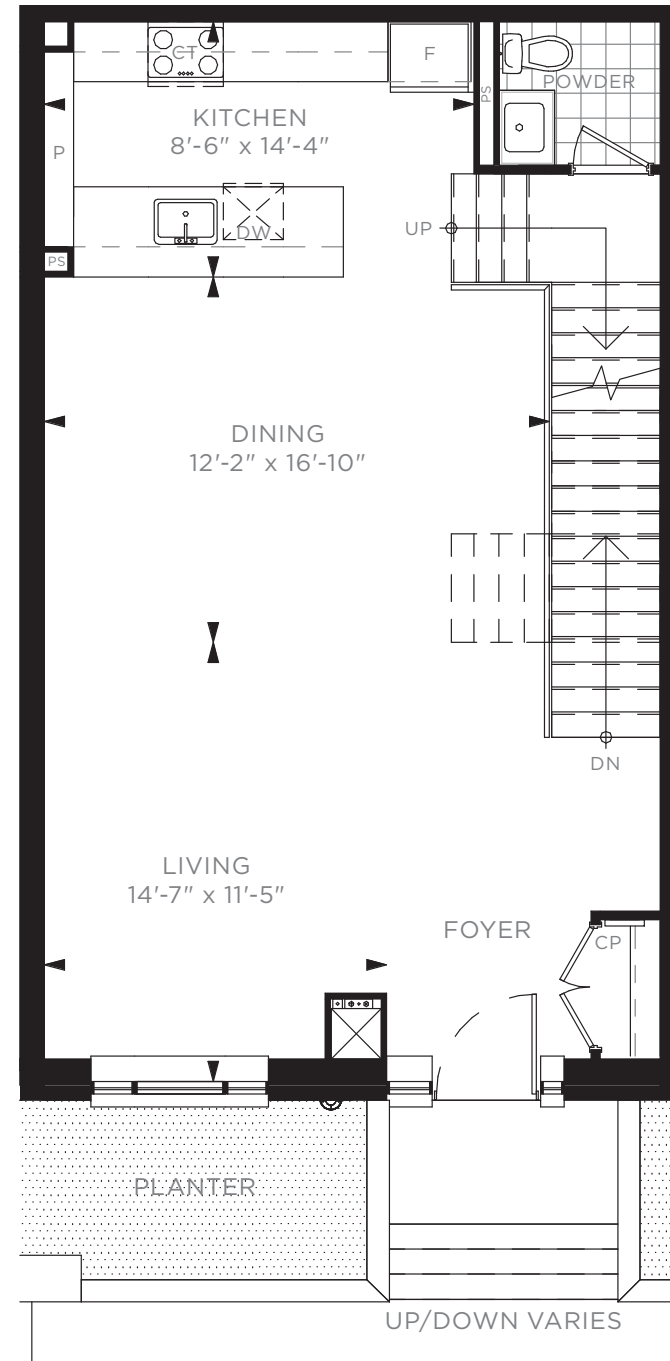 CT
F
PS
POWDER
KITCHEN
8'-6" x 14'-4"
P
UP
DW
PS
DINING
12'-2" x 16'-10"
DN
LIVING
14'-7" x 11'-5"
FOYER
CP
PLANTER
UP/DOWN VARIES